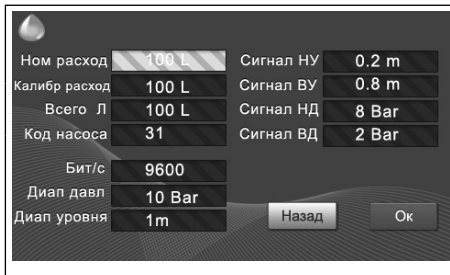 Ном расход 100 L
Калибр расход 100 L
Всего Л 100 L
Код насоса 31
Бит/с 9600
Диап давл 10 Bar
Диап уровня 1m
Сигнал НУ 0.2 m
Сигнал ВУ 0.8 m
Сигнал НД 8 Bar
Сигнал ВД 2 Bar
Назад Ок